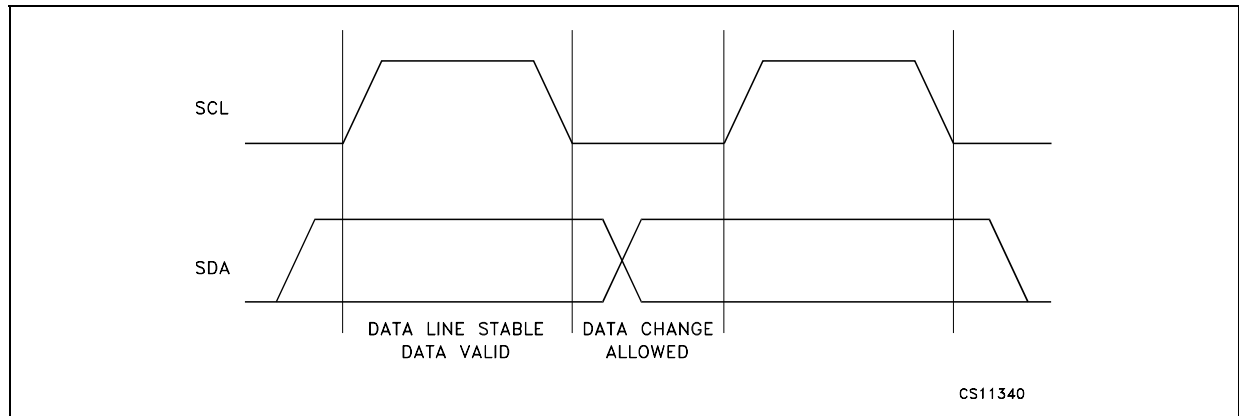 SCL
SDA
DATA LINE STABLE
DATA VALID
DATA CHANGE
ALLOWED
CS11340